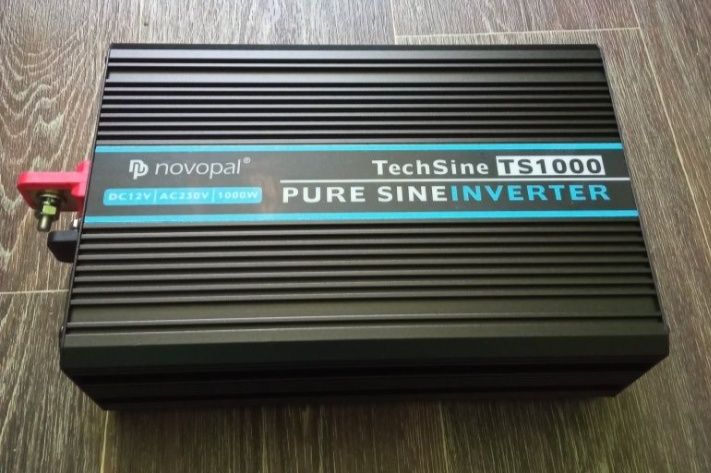 novopal®
DC12V | AC230V | 1000W
TechSine TS1000
PURE SINEINVERTER